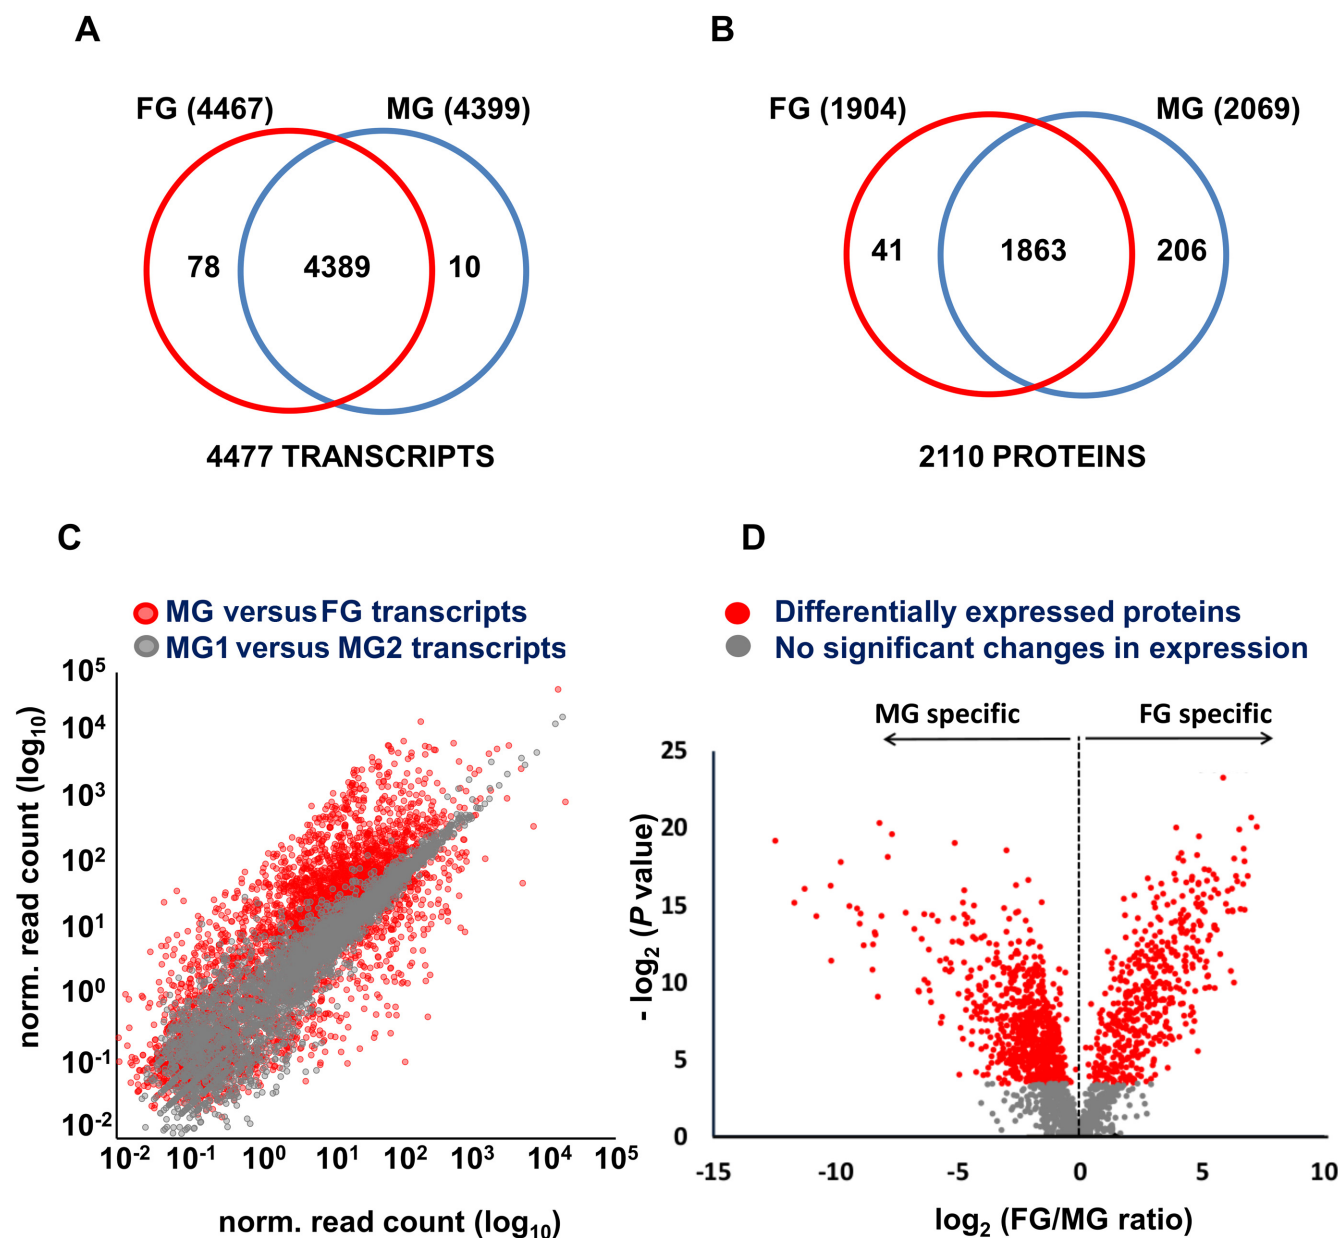 A
B
FG (4467)
MG (4399)
FG (1904)
MG (2069)
78
4389
10
41
1863
206
4477 TRANSCRIPTS
2110 PROTEINS
C
D
MG versus FG transcripts
MG1 versus MG2 transcripts
Differentially expressed proteins
No significant changes in expression
MG specific
FG specific
norm. read count (log10)
10^5
10^4
10^3
10^2
10^1
10^0
10^-1
10^-2
10^-2 10^-1 10^0 10^1 10^2 10^3 10^4 10^5
norm. read count (log10)
- log2 (P value)
25
20
15
10
5
0
-15 -10 -5 0 5 10
log2 (FG/MG ratio)